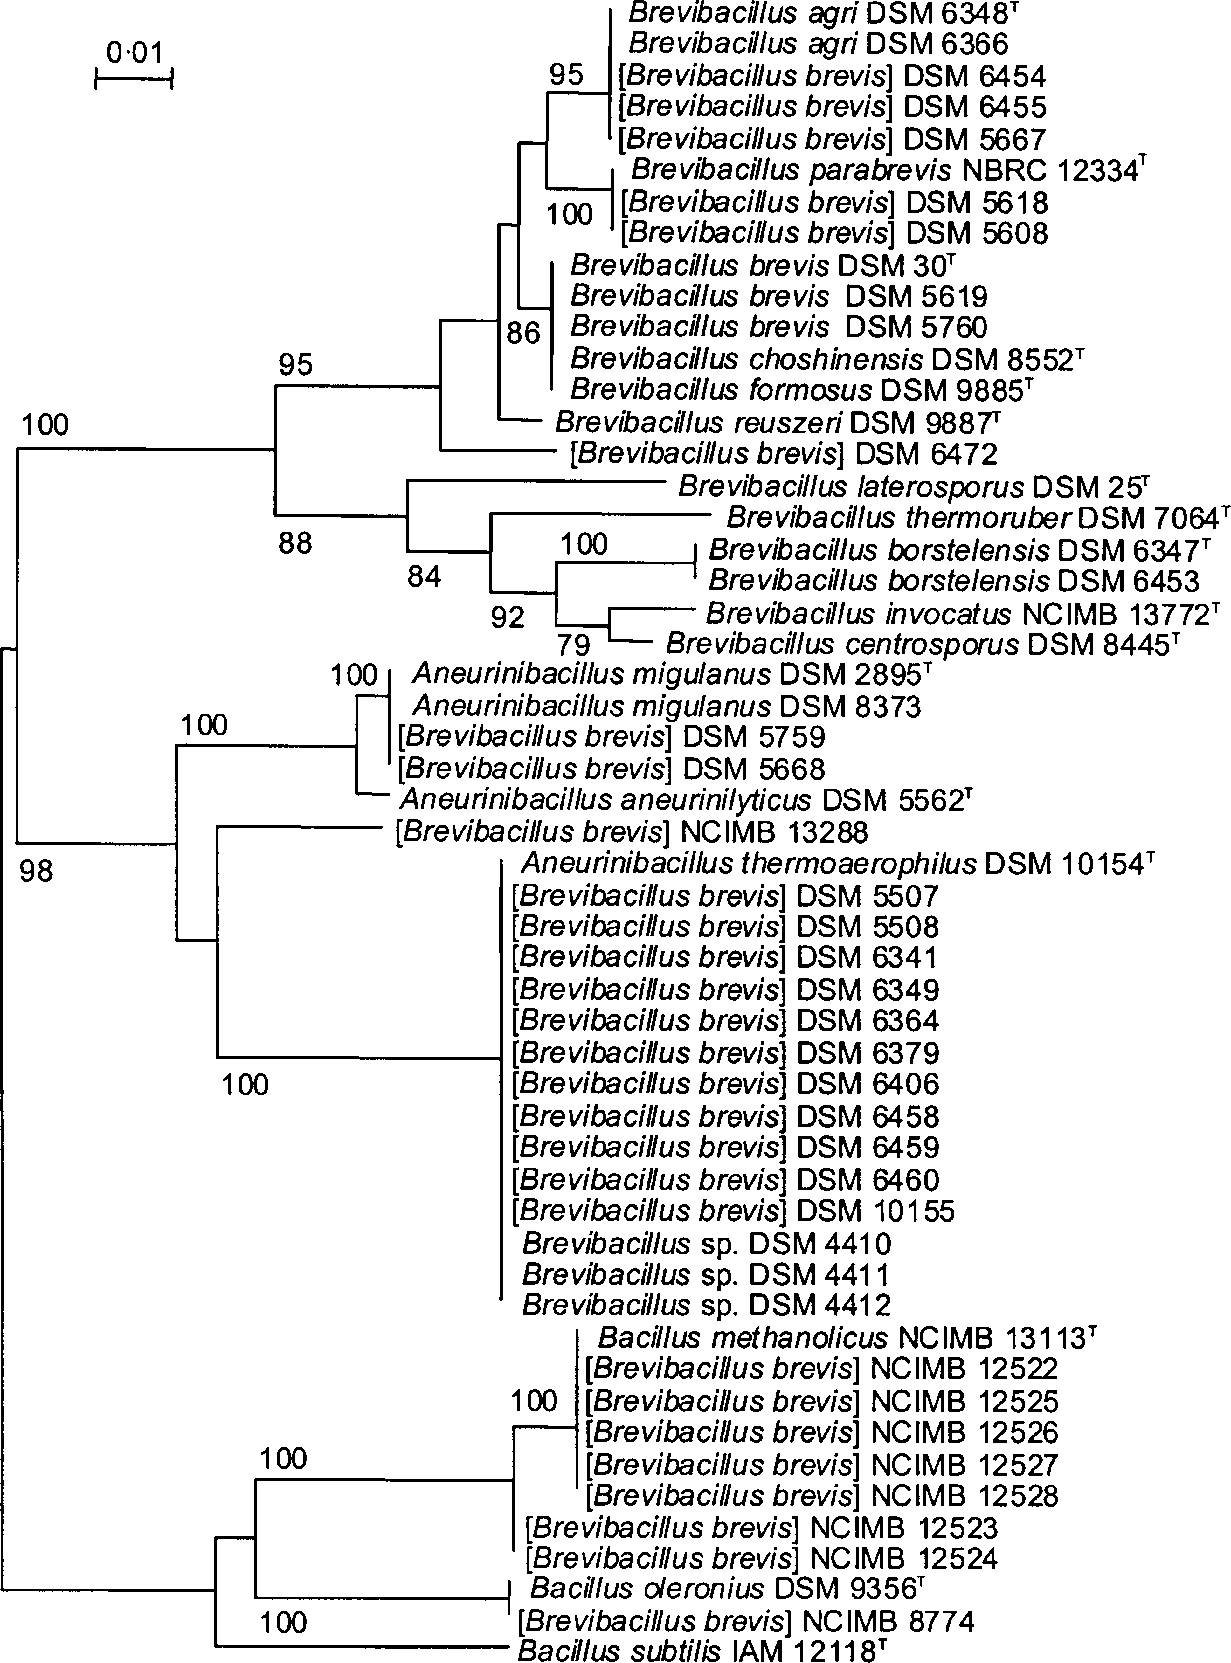 Brevibacillus agri DSM 6348T
0·01
Brevibacillus agri DSM 6366
95
[Brevibacillus brevis] DSM 6454
[Brevibacillus brevis] DSM 6455
[Brevibacillus brevis] DSM 5667
Brevibacillus parabrevis NBRC 12334T
100
[Brevibacillus brevis] DSM 5618
[Brevibacillus brevis] DSM 5608
Brevibacillus brevis DSM 30T
Brevibacillus brevis DSM 5619
86
Brevibacillus brevis DSM 5760
Brevibacillus choshinensis DSM 8552T
95
Brevibacillus formosus DSM 9885T
100
Brevibacillus reuszeri DSM 9887T
[Brevibacillus brevis] DSM 6472
Brevibacillus laterosporus DSM 25T
Brevibacillus thermoruber DSM 7064T
88
100
Brevibacillus borstelensis DSM 6347T
84
Brevibacillus borstelensis DSM 6453
92
Brevibacillus invocatus NCIMB 13772T
79
Brevibacillus centrosporus DSM 8445T
100
Aneurinibacillus migulanus DSM 2895T
Aneurinibacillus migulanus DSM 8373
100
[Brevibacillus brevis] DSM 5759
[Brevibacillus brevis] DSM 5668
Aneurinibacillus aneurinilyticus DSM 5562T
[Brevibacillus brevis] NCIMB 13288
98
Aneurinibacillus thermoaerophilus DSM 10154T
[Brevibacillus brevis] DSM 5507
[Brevibacillus brevis] DSM 5508
[Brevibacillus brevis] DSM 6341
[Brevibacillus brevis] DSM 6349
[Brevibacillus brevis] DSM 6364
[Brevibacillus brevis] DSM 6379
100
[Brevibacillus brevis] DSM 6406
[Brevibacillus brevis] DSM 6458
[Brevibacillus brevis] DSM 6459
[Brevibacillus brevis] DSM 6460
[Brevibacillus brevis] DSM 10155
Brevibacillus sp. DSM 4410
Brevibacillus sp. DSM 4411
Brevibacillus sp. DSM 4412
Bacillus methanolicus NCIMB 13113T
[Brevibacillus brevis] NCIMB 12522
100
[Brevibacillus brevis] NCIMB 12525
[Brevibacillus brevis] NCIMB 12526
100
[Brevibacillus brevis] NCIMB 12527
[Brevibacillus brevis] NCIMB 12528
[Brevibacillus brevis] NCIMB 12523
[Brevibacillus brevis] NCIMB 12524
Bacillus oleronius DSM 9356T
100
[Brevibacillus brevis] NCIMB 8774
Bacillus subtilis IAM 12118T